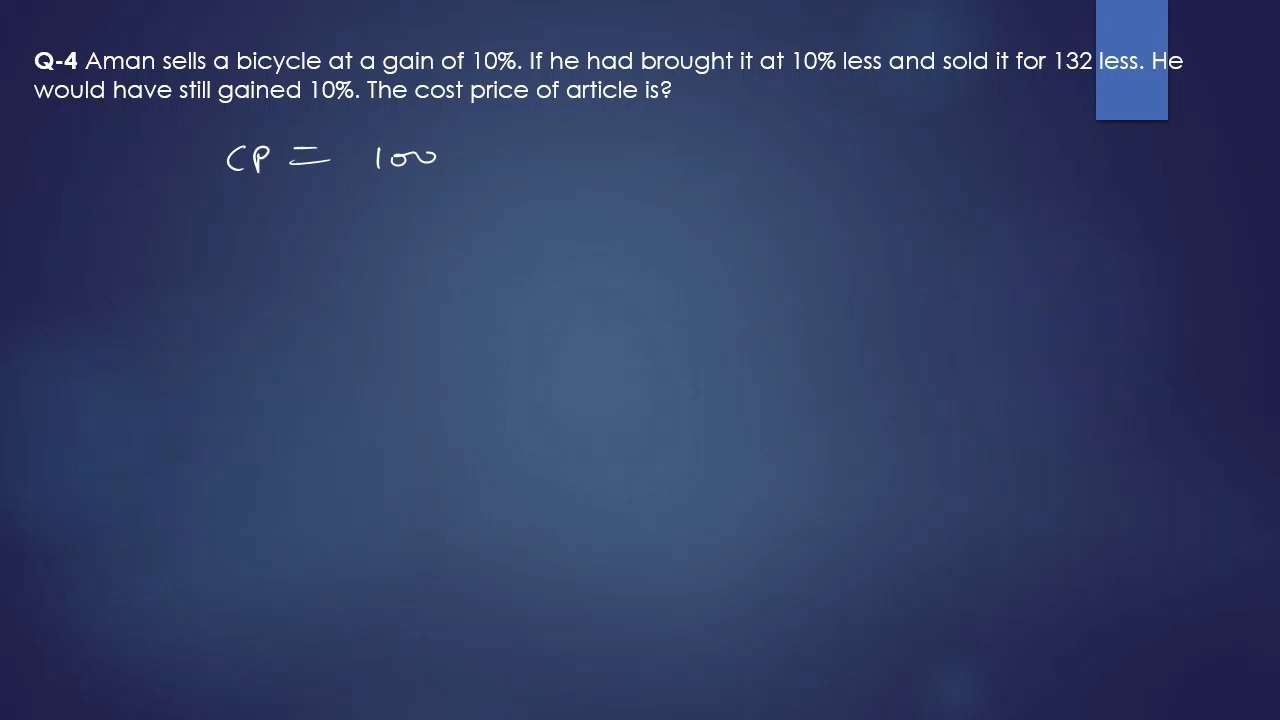 Q-4 Aman sells a bicycle at a gain of 10%. If he had brought it at 10% less and sold it for 132 less. He
would have still gained 10%. The cost price of article is?
CP = 100